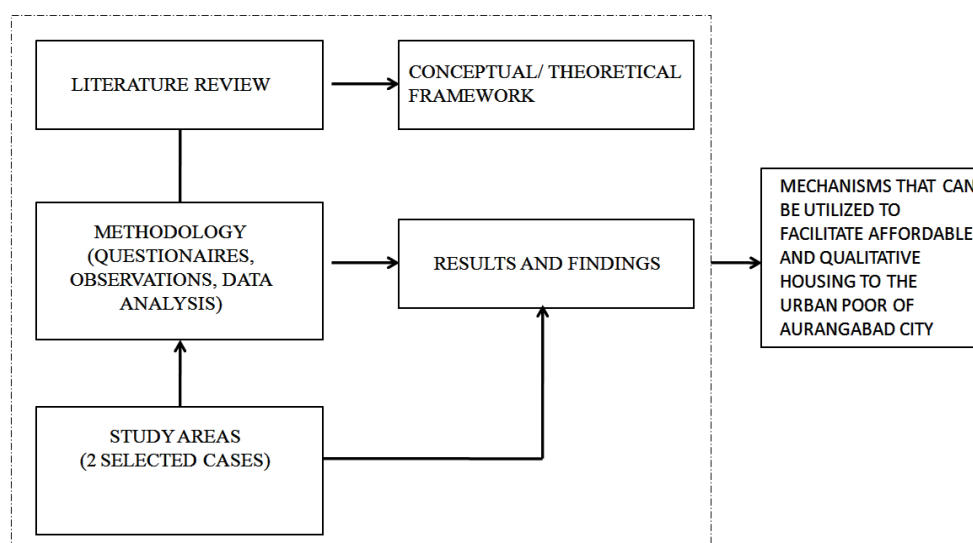 LITERATURE REVIEW
CONCEPTUAL/ THEORETICAL
FRAMEWORK
METHODOLOGY
(QUESTIONAIRES,
OBSERVATIONS, DATA
ANALYSIS)
RESULTS AND FINDINGS
STUDY AREAS
(2 SELECTED CASES)
MECHANISMS THAT CAN
BE UTILIZED TO
FACILITATE AFFORDABLE
AND QUALITATIVE
HOUSING TO THE
URBAN POOR OF
AURANGABAD CITY